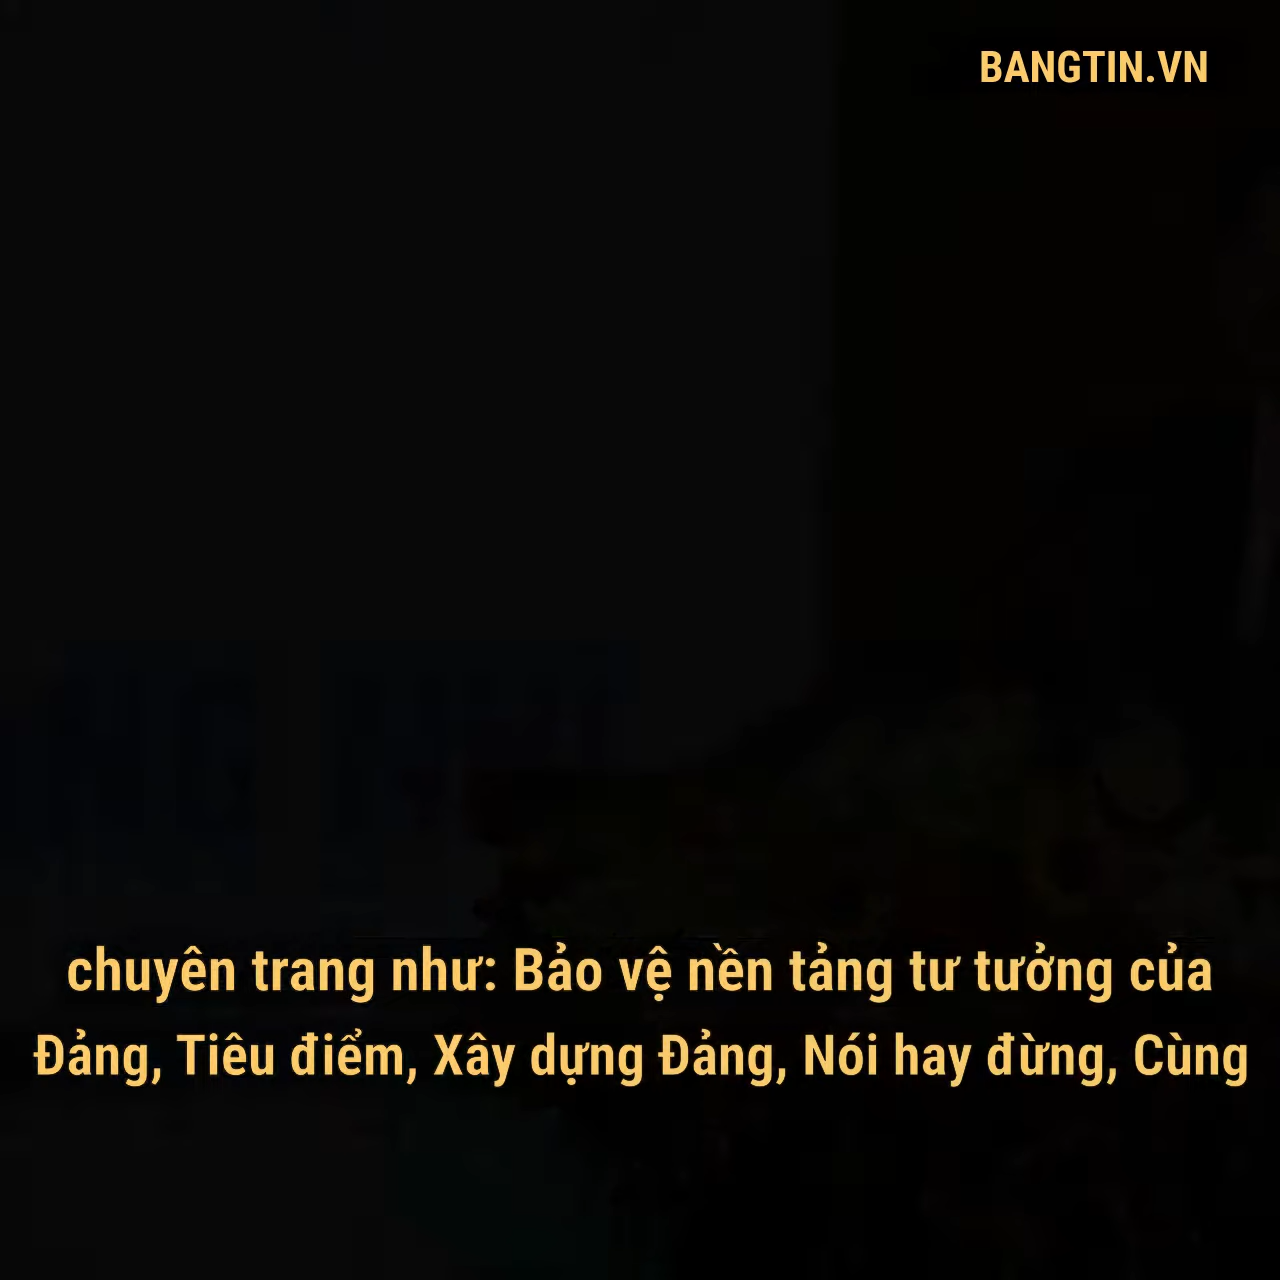 BANGTIN.VN
chuyên trang như: Bảo vệ nền tảng tư tưởng của
Đảng, Tiêu điểm, Xây dựng Đảng, Nói hay đừng, Cùng